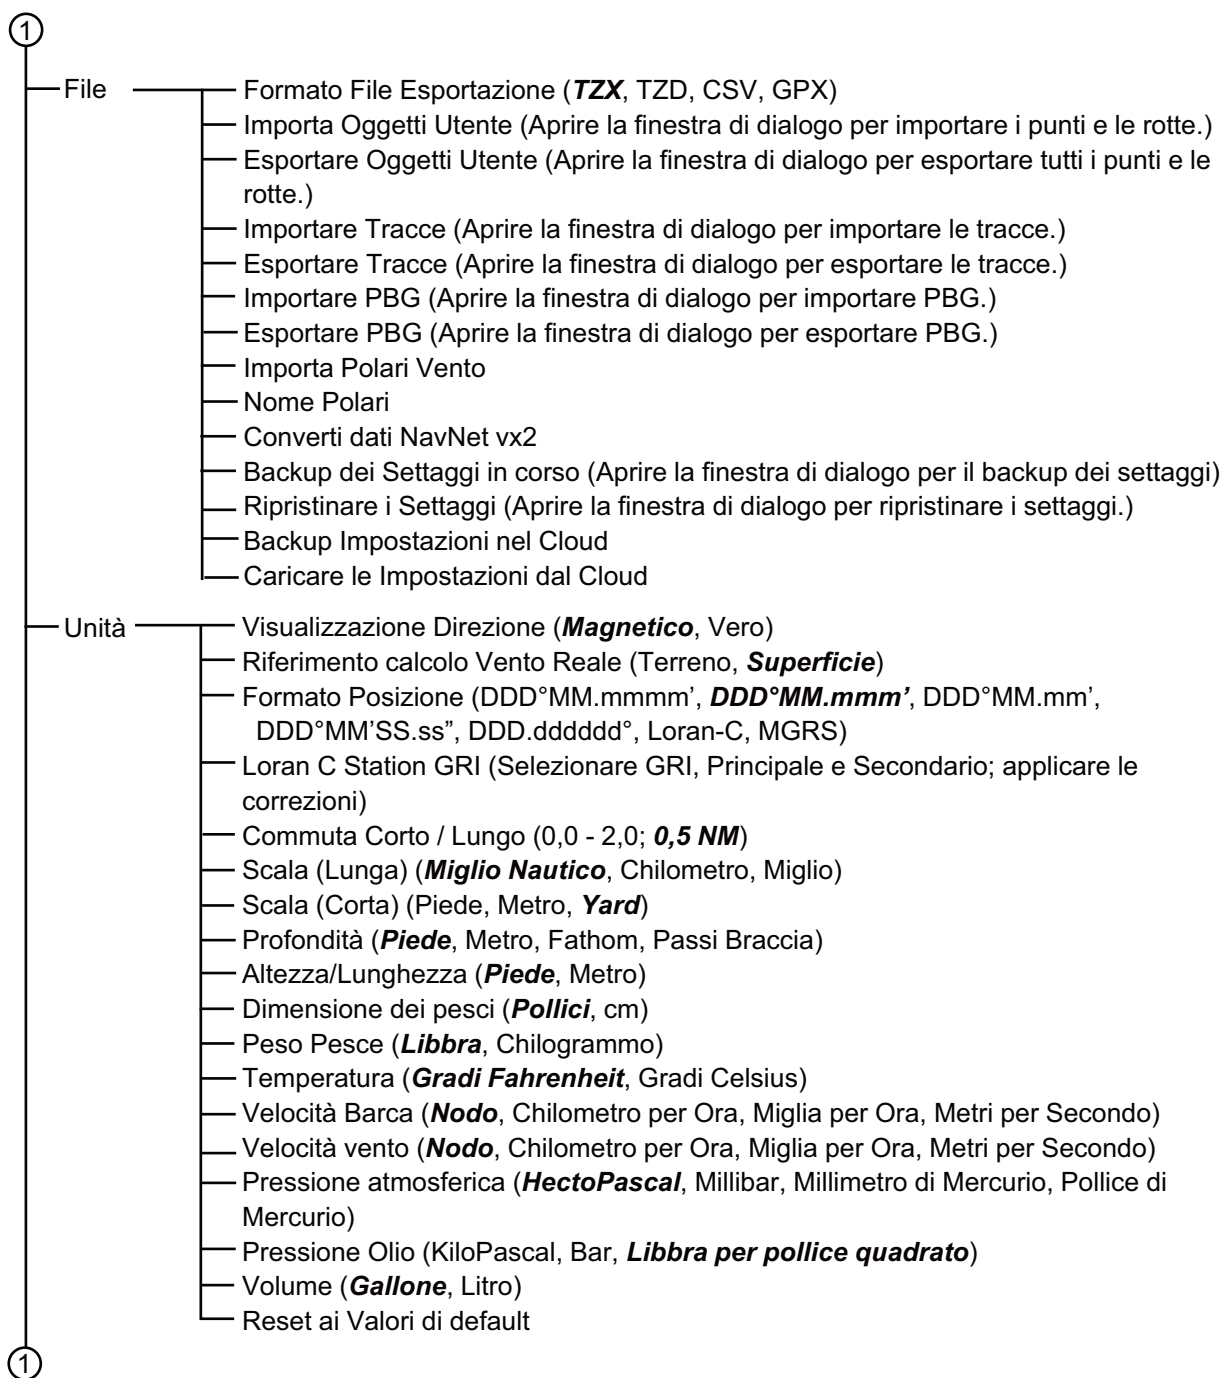 1
File
Formato File Esportazione (TZX, TZD, CSV, GPX)
Importa Oggetti Utente (Aprire la finestra di dialogo per importare i punti e le rotte.)
Esportare Oggetti Utente (Aprire la finestra di dialogo per esportare tutti i punti e le
rotte.)
Importare Tracce (Aprire la finestra di dialogo per importare le tracce.)
Esportare Tracce (Aprire la finestra di dialogo per esportare le tracce.)
Importare PBG (Aprire la finestra di dialogo per importare PBG.)
Esportare PBG (Aprire la finestra di dialogo per esportare PBG.)
Importa Polari Vento
Nome Polari
Converti dati NavNet vx2
Backup dei Settaggi in corso (Aprire la finestra di dialogo per il backup dei settaggi)
Ripristinare i Settaggi (Aprire la finestra di dialogo per ripristinare i settaggi.)
Backup Impostazioni nel Cloud
Caricare le Impostazioni dal Cloud
Unità
Visualizzazione Direzione (Magnetico, Vero)
Riferimento calcolo Vento Reale (Terreno, Superficie)
Formato Posizione (DDD°MM.mmmm’, DDD°MM.mmm’, DDD°MM.mm’,
DDD°MM’SS.ss”, DDD.dddddd°, Loran-C, MGRS)
Loran C Station GRI (Selezionare GRI, Principale e Secondario; applicare le
correzioni)
Commuta Corto / Lungo (0,0 - 2,0; 0,5 NM)
Scala (Lunga) (Miglio Nautico, Chilometro, Miglio)
Scala (Corta) (Piede, Metro, Yard)
Profondità (Piede, Metro, Fathom, Passi Braccia)
Altezza/Lunghezza (Piede, Metro)
Dimensione dei pesci (Pollici, cm)
Peso Pesce (Libbra, Chilogrammo)
Temperatura (Gradi Fahrenheit, Gradi Celsius)
Velocità Barca (Nodo, Chilometro per Ora, Miglia per Ora, Metri per Secondo)
Velocità vento (Nodo, Chilometro per Ora, Miglia per Ora, Metri per Secondo)
Pressione atmosferica (HectoPascal, Millibar, Millimetro di Mercurio, Pollice di
Mercurio)
Pressione Olio (KiloPascal, Bar, Libbra per pollice quadrato)
Volume (Gallone, Litro)
Reset ai Valori di default
1